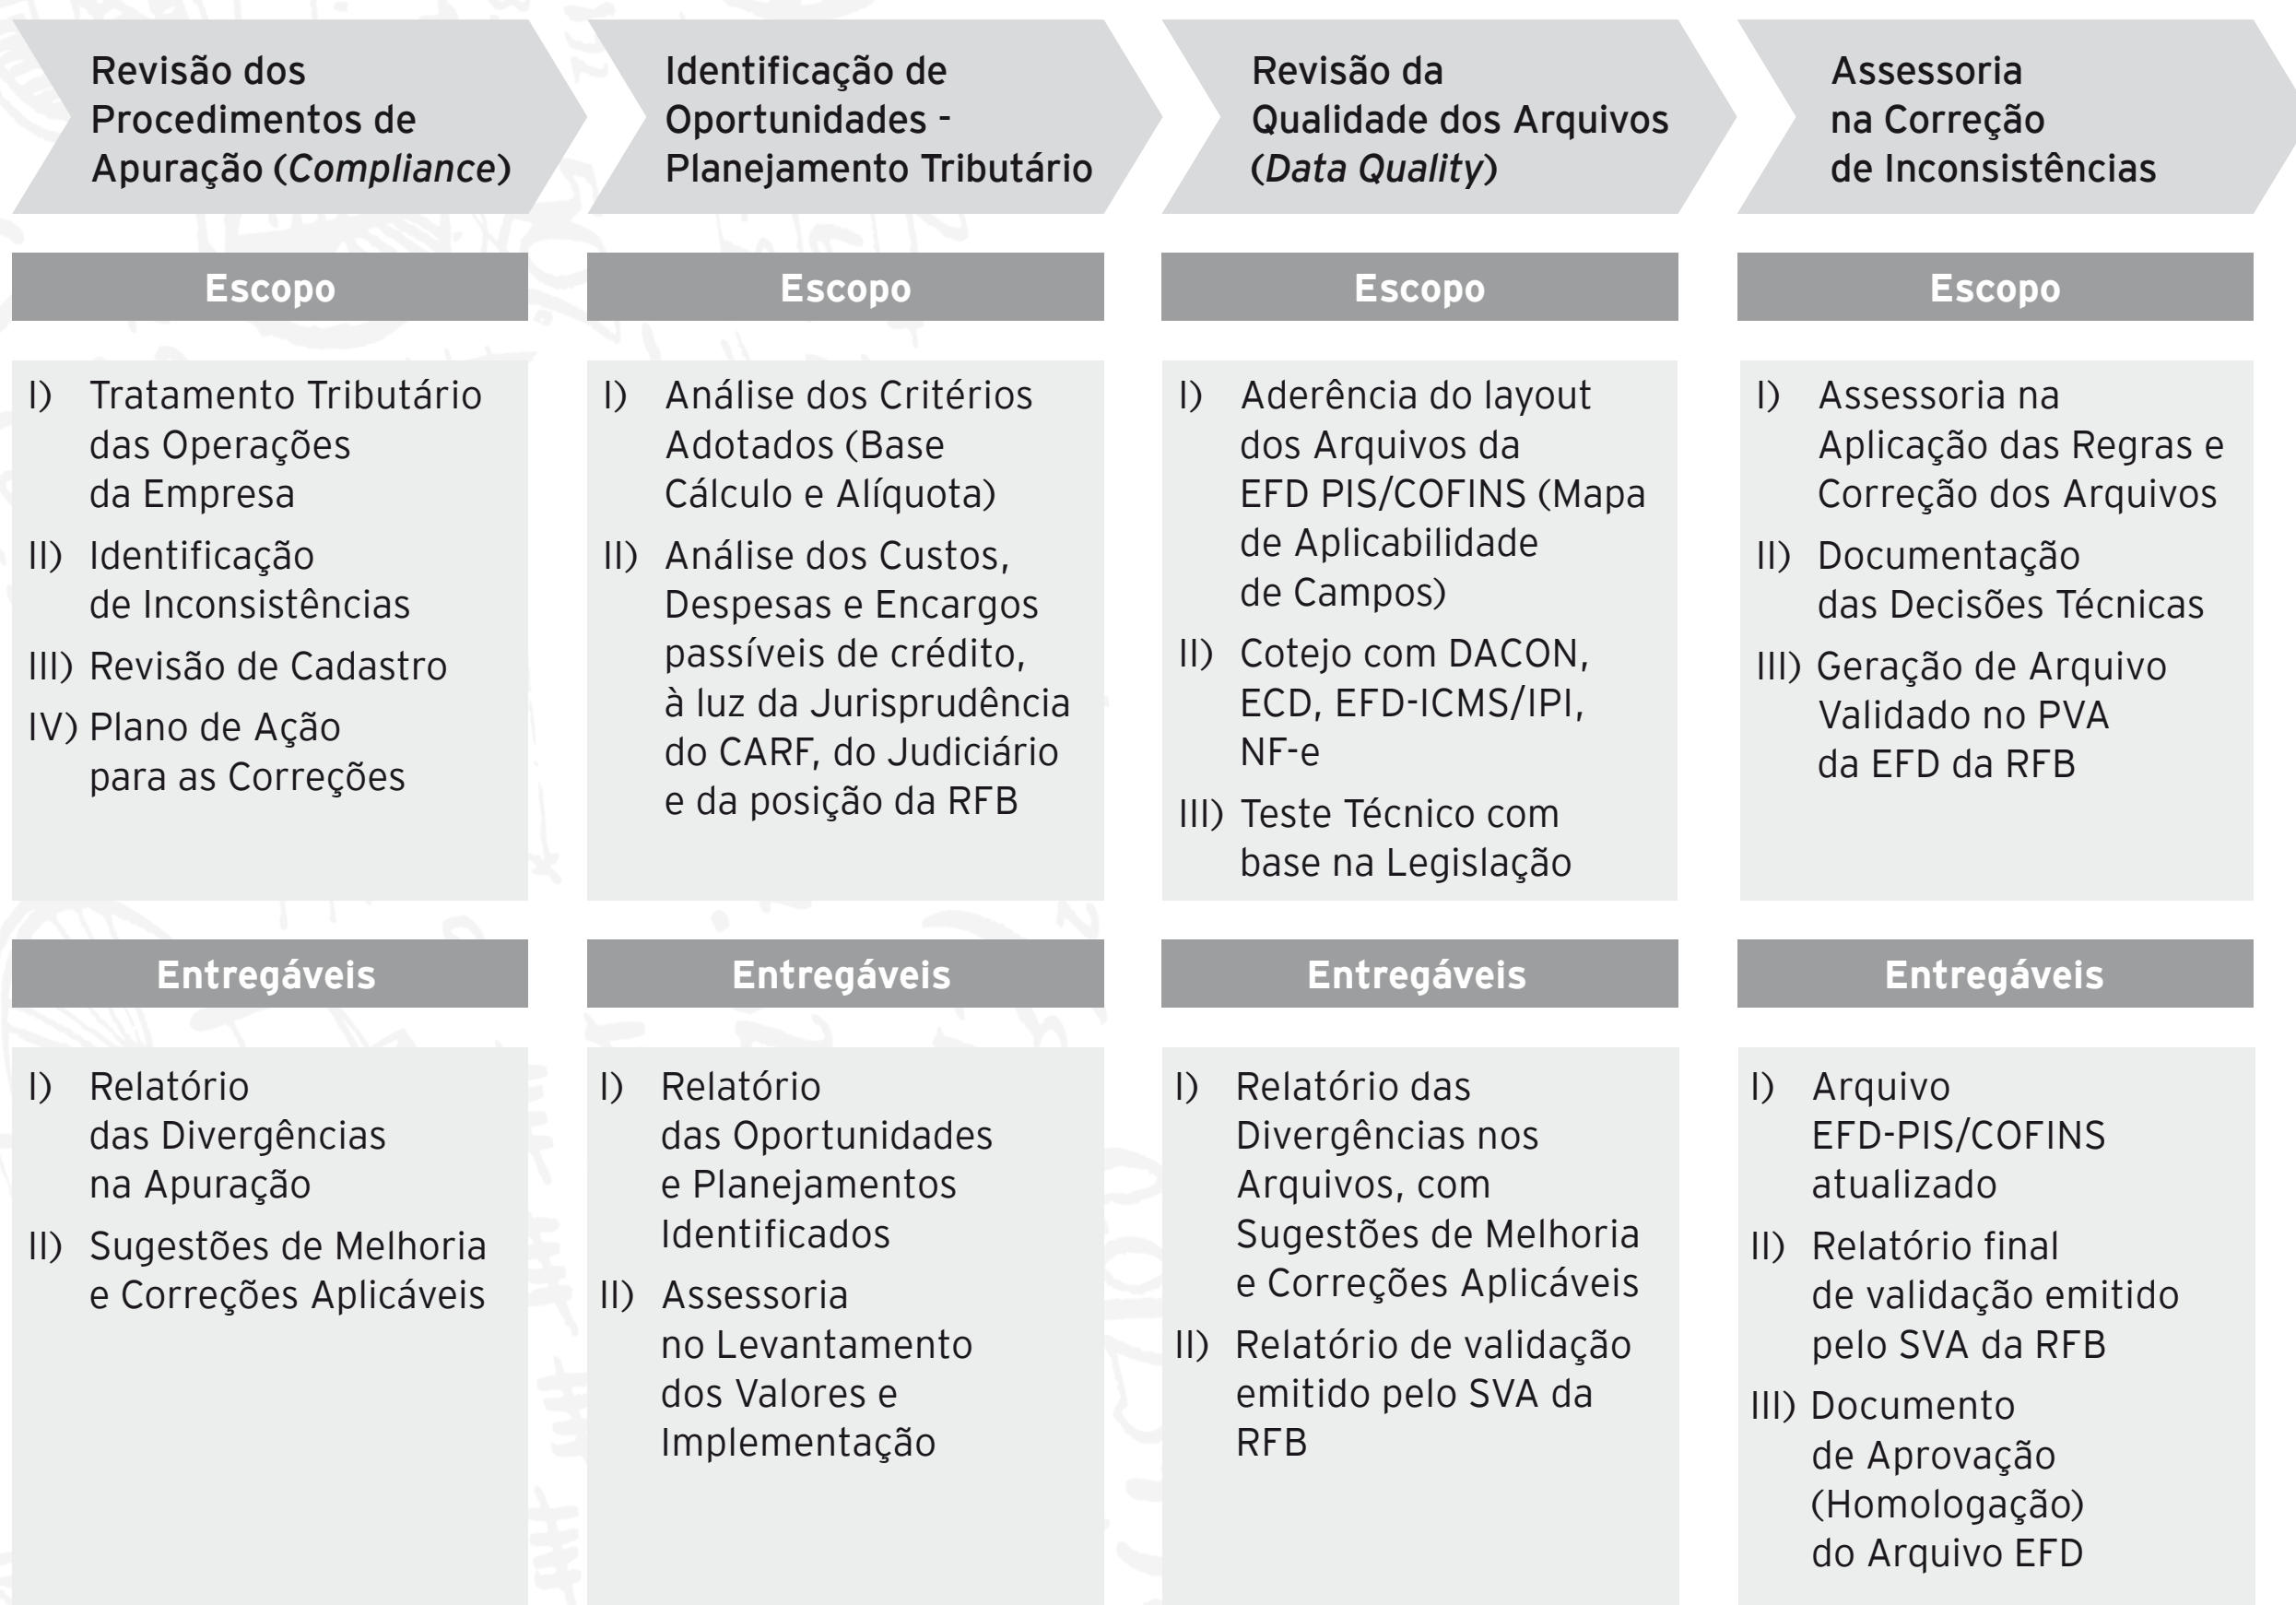 Revisão dos
Procedimentos de
Apuração (Compliance)
Identificação de
Oportunidades -
Planejamento Tributário
Revisão da
Qualidade dos Arquivos
(Data Quality)
Assessoria
na Correção
de Inconsistências
Escopo
Escopo
Escopo
Escopo
I) Tratamento Tributário
das Operações
da Empresa
II) Identificação
de Inconsistências
III) Revisão de Cadastro
IV) Plano de Ação
para as Correções
I) Análise dos Critérios
Adotados (Base
Cálculo e Alíquota)
II) Análise dos Custos,
Despesas e Encargos
passíveis de crédito,
à luz da Jurisprudência
do CARF, do Judiciário
e da posição da RFB
I) Aderência do layout
dos Arquivos da
EFD PIS/COFINS (Mapa
de Aplicabilidade
de Campos)
II) Cotejo com DACON,
ECD, EFD-ICMS/IPI,
NF-e
III) Teste Técnico com
base na Legislação
I) Assessoria na
Aplicação das Regras e
Correção dos Arquivos
II) Documentação
das Decisões Técnicas
III) Geração de Arquivo
Validado no PVA
da EFD da RFB
Entregáveis
Entregáveis
Entregáveis
Entregáveis
I) Relatório
das Divergências
na Apuração
II) Sugestões de Melhoria
e Correções Aplicáveis
I) Relatório
das Oportunidades
e Planejamentos
Identificados
II) Assessoria
no Levantamento
dos Valores e
Implementação
I) Relatório das
Divergências nos
Arquivos, com
Sugestões de Melhoria
e Correções Aplicáveis
II) Relatório de validação
emitido pelo SVA da
RFB
I) Arquivo
EFD-PIS/COFINS
atualizado
II) Relatório final
de validação emitido
pelo SVA da RFB
III) Documento
de Aprovação
(Homologação)
do Arquivo EFD